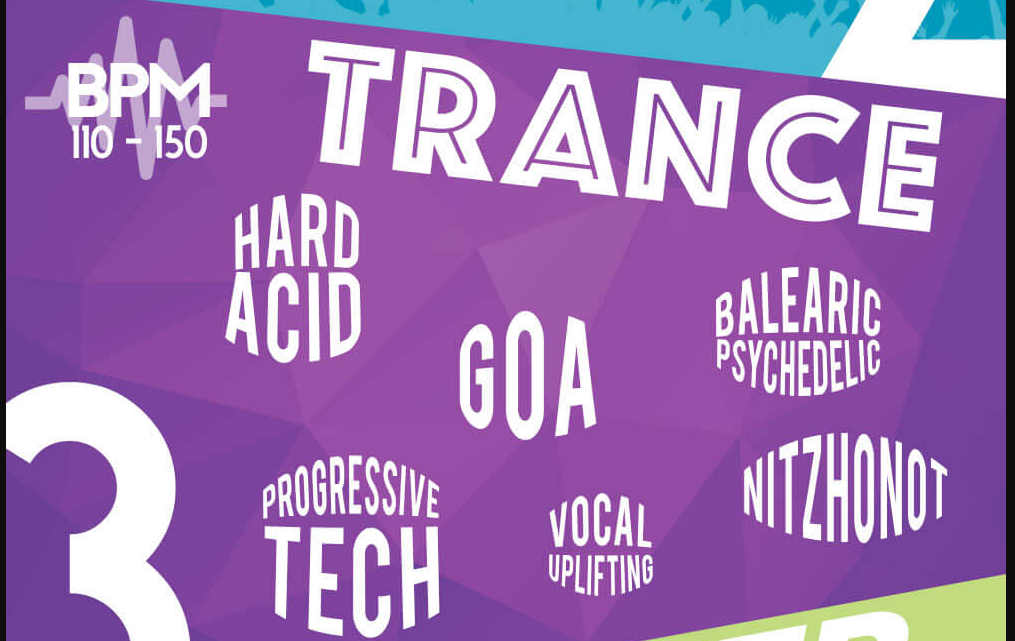 BPM
110 - 150
TRANCE
HARD
ACID
GOA
BALEARIC
PSYCHEDELIC
3
PROGRESSIVE
TECH
VOCAL
UPLIFTING
NITZHONOT